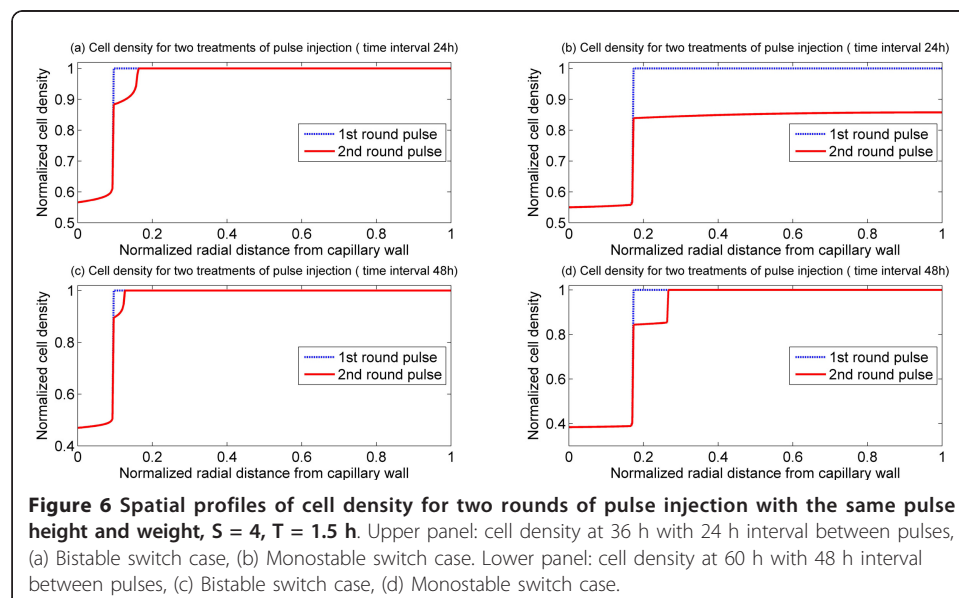 (a) Cell density for two treatments of pulse injection ( time interval 24h)
1
0.9
0.8
0.7
0.6
0.5
Normalized cell density
1st round pulse
2nd round pulse
0 0.2 0.4 0.6 0.8 1
Normalized radial distance from capillary wall
(b) Cell density for two treatments of pulse injection ( time interval 24h)
1
0.9
0.8
0.7
0.6
0.5
Normalized cell density
1st round pulse
2nd round pulse
0 0.2 0.4 0.6 0.8 1
Normalized radial distance from capillary wall
(c) Cell density for two treatments of pulse injection ( time interval 48h)
1
0.8
0.6
0.4
Normalized cell density
1st round pulse
2nd round pulse
0 0.2 0.4 0.6 0.8 1
Normalized radial distance from capillary wall
(d) Cell density for two treatments of pulse injection ( time interval 48h)
1
0.8
0.6
0.4
Normalized cell density
1st round pulse
2nd round pulse
0 0.2 0.4 0.6 0.8 1
Normalized radial distance from capillary wall
Figure 6 Spatial profiles of cell density for two rounds of pulse injection with the same pulse
height and weight, S = 4, T = 1.5 h. Upper panel: cell density at 36 h with 24 h interval between pulses,
(a) Bistable switch case, (b) Monostable switch case. Lower panel: cell density at 60 h with 48 h interval
between pulses, (c) Bistable switch case, (d) Monostable switch case.